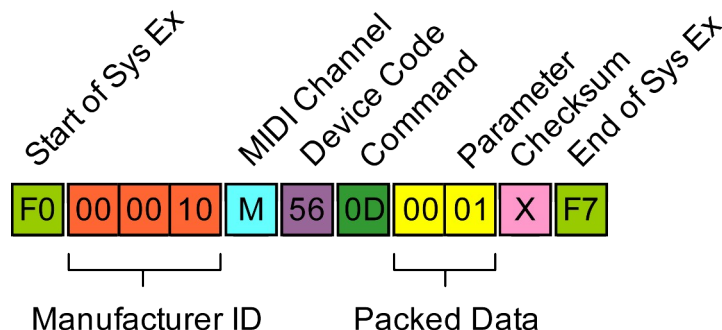 Start of Sys Ex
MIDI Channel
Device Code
Command
Parameter
Checksum
End of Sys Ex
F0 00 00 10 M 56 0D 00 01 X F7
Manufacturer ID
Packed Data